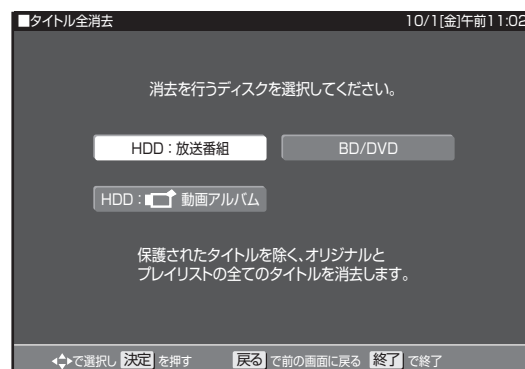 ■タイトル全消去 10/1[金]午前11:02
消去を行うディスクを選択してください。
HDD：放送番組 BD/DVD
HDD： 動画アルバム
保護されたタイトルを除く、オリジナルと
プレイリストの全てのタイトルを消去します。
で選択し 決定 を押す 戻る で前の画面に戻る 終了 で終了